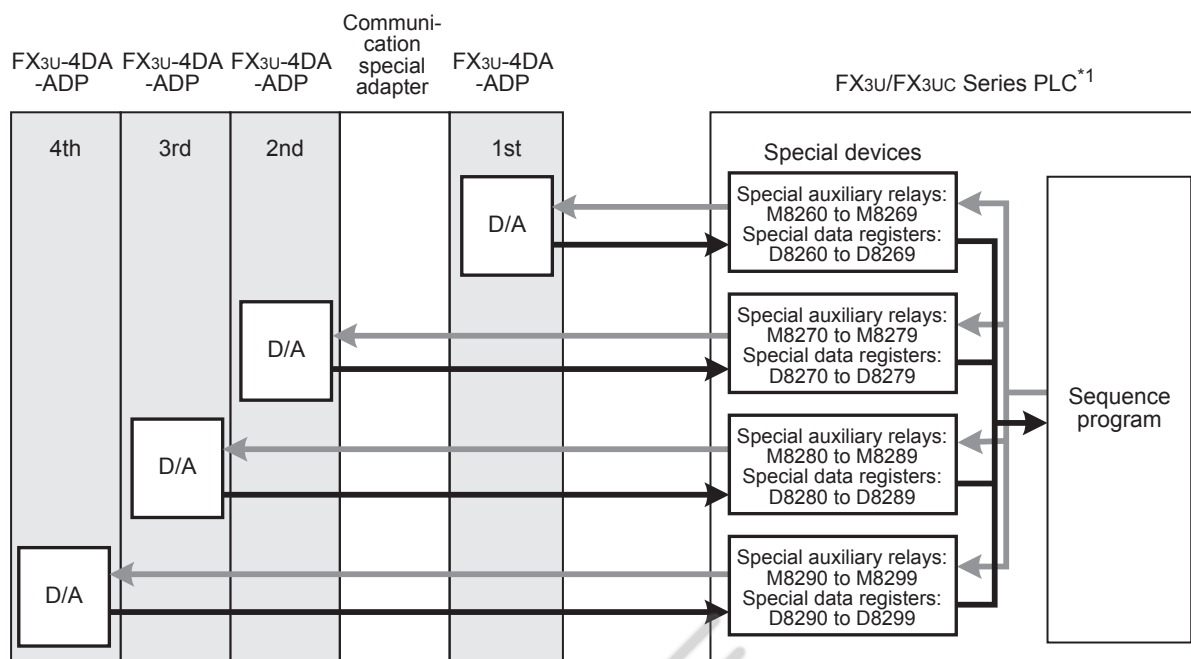 FX3U-4DA
-ADP
FX3U-4DA
-ADP
FX3U-4DA
-ADP
Communi-
cation
special
adapter
FX3U-4DA
-ADP
FX3U/FX3UC Series PLC*1
4th
3rd
2nd
1st
Special devices
D/A
Special auxiliary relays:
M8260 to M8269
Special data registers:
D8260 to D8269
D/A
Special auxiliary relays:
M8270 to M8279
Special data registers:
D8270 to D8279
Sequence
program
D/A
Special auxiliary relays:
M8280 to M8289
Special data registers:
D8280 to D8289
D/A
Special auxiliary relays:
M8290 to M8299
Special data registers:
D8290 to D8299